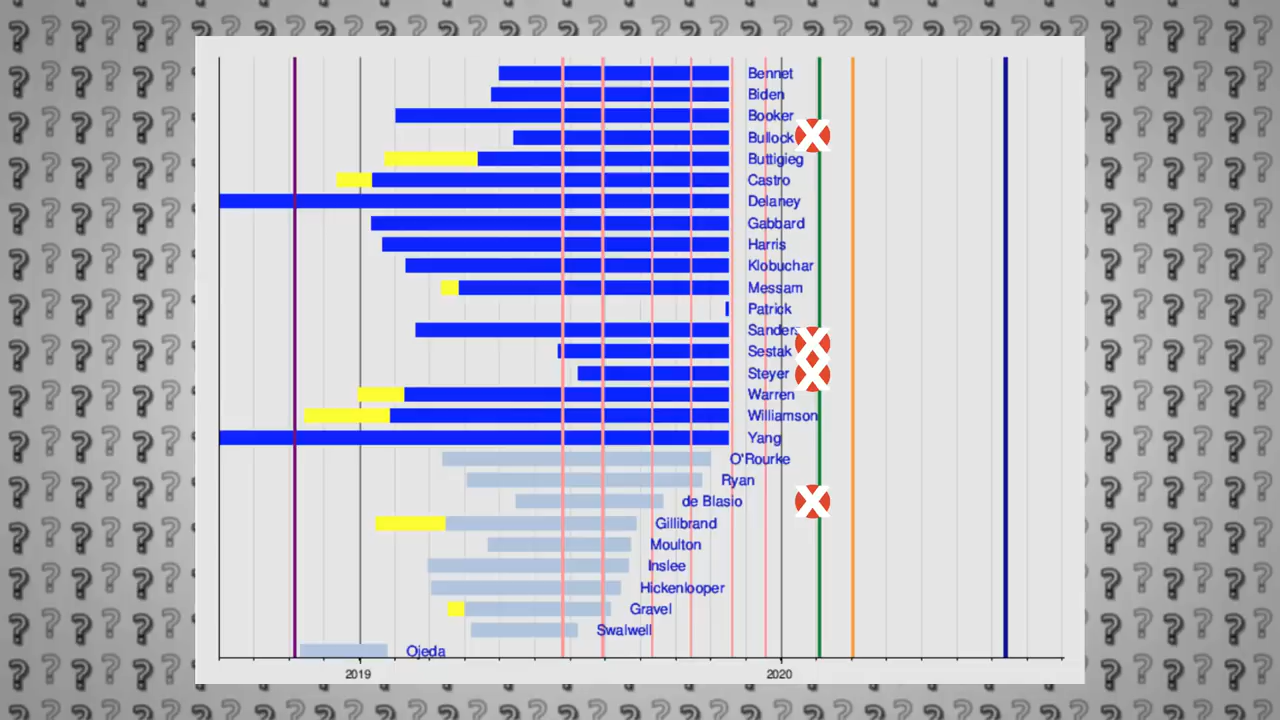 Bennet
Biden
Booker
Bullock
Buttigieg
Castro
Delaney
Gabbard
Harris
Klobuchar
Messam
Patrick
Sanders
Sestak
Steyer
Warren
Williamson
Yang
O'Rourke
Ryan
de Blasio
Gillibrand
Moulton
Inslee
Hickenlooper
Gravel
Swalwell
Ojeda
2019 2020